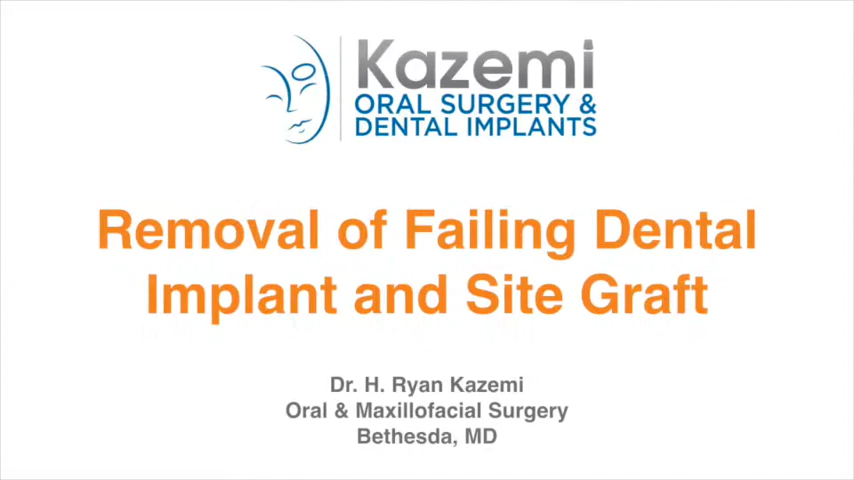 Kazemi
ORAL SURGERY &
DENTAL IMPLANTS
Removal of Failing Dental
Implant and Site Graft
Dr. H. Ryan Kazemi
Oral & Maxillofacial Surgery
Bethesda, MD